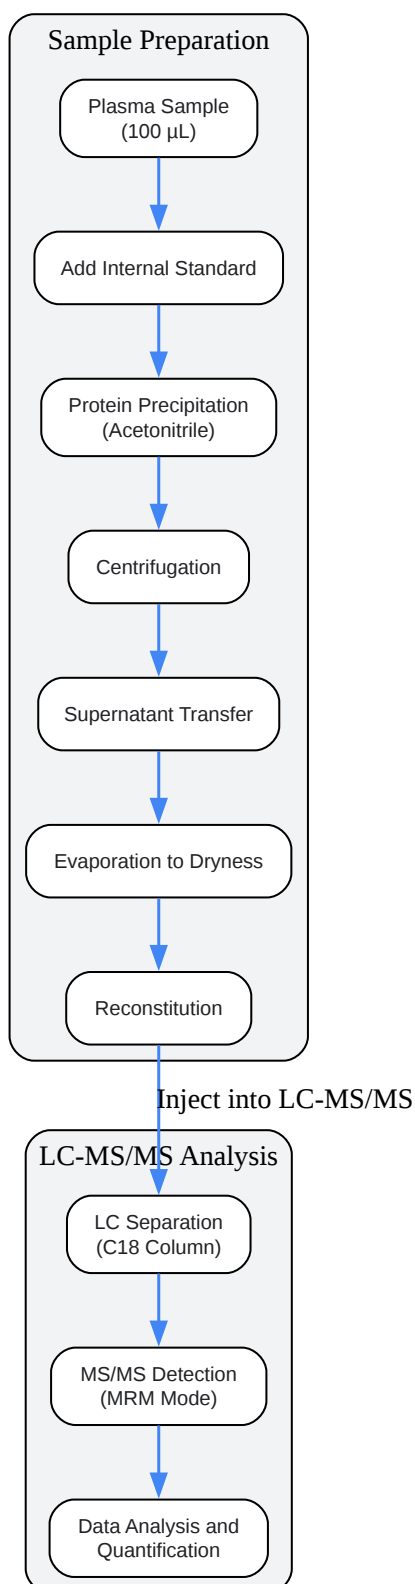 Sample Preparation
Plasma Sample
(100 µL)
Add Internal Standard
Protein Precipitation
(Acetonitrile)
Centrifugation
Supernatant Transfer
Evaporation to Dryness
Reconstitution
Inject into LC-MS/MS
LC-MS/MS Analysis
LC Separation
(C18 Column)
MS/MS Detection
(MRM Mode)
Data Analysis and
Quantification